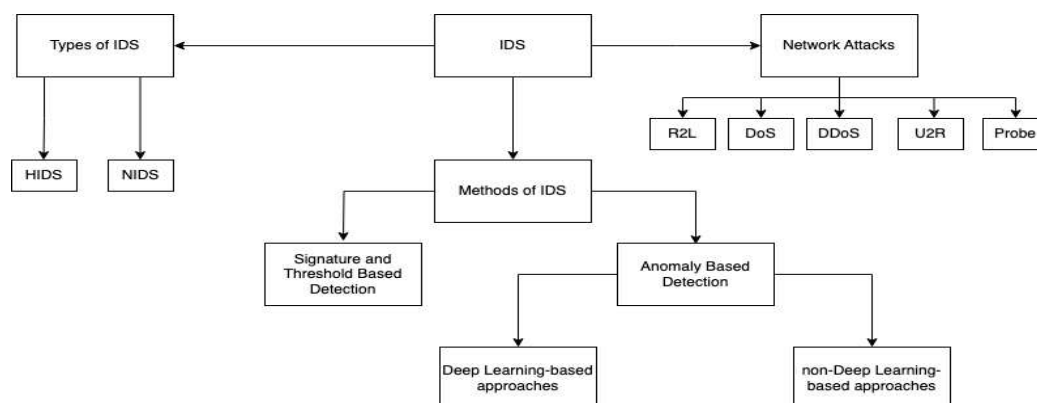 Types of IDS
IDS
Network Attacks
R2L
DoS
DDoS
U2R
Probe
HIDS
NIDS
Methods of IDS
Signature and
Threshold Based
Detection
Anomaly Based
Detection
Deep Learning-based
approaches
non-Deep Learning-
based approaches